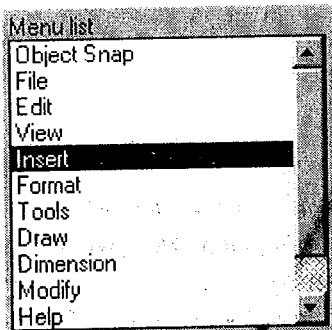 Menu list
Object Snap
File
Edit
View
Insert
Format
Tools
Draw
Dimension
Modify
Help